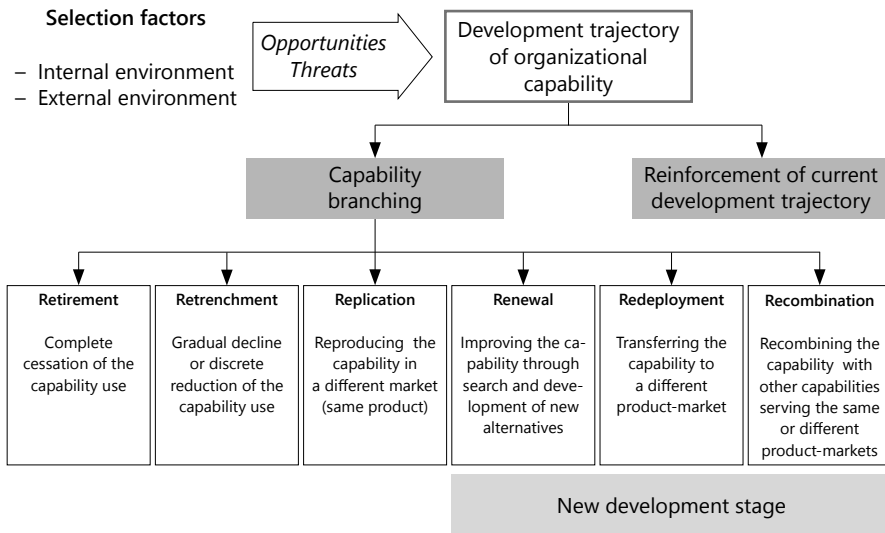 Selection factors
– Internal environment
– External environment
Opportunities
Threats
Development trajectory
of organizational
capability
Capability
branching
Reinforcement of current
development trajectory
Retirement
Complete
cessation of the
capability use
Retrenchment
Gradual decline
or discrete
reduction of the
capability use
Replication
Reproducing the
capability in
a different market
(same product)
Renewal
Improving the ca-
pability through
search and deve-
lopment of new
alternatives
Redeployment
Transferring the
capability to
a different
product-market
Recombination
Recombining the
capability with
other capabilities
serving the same
or different
product-markets
New development stage